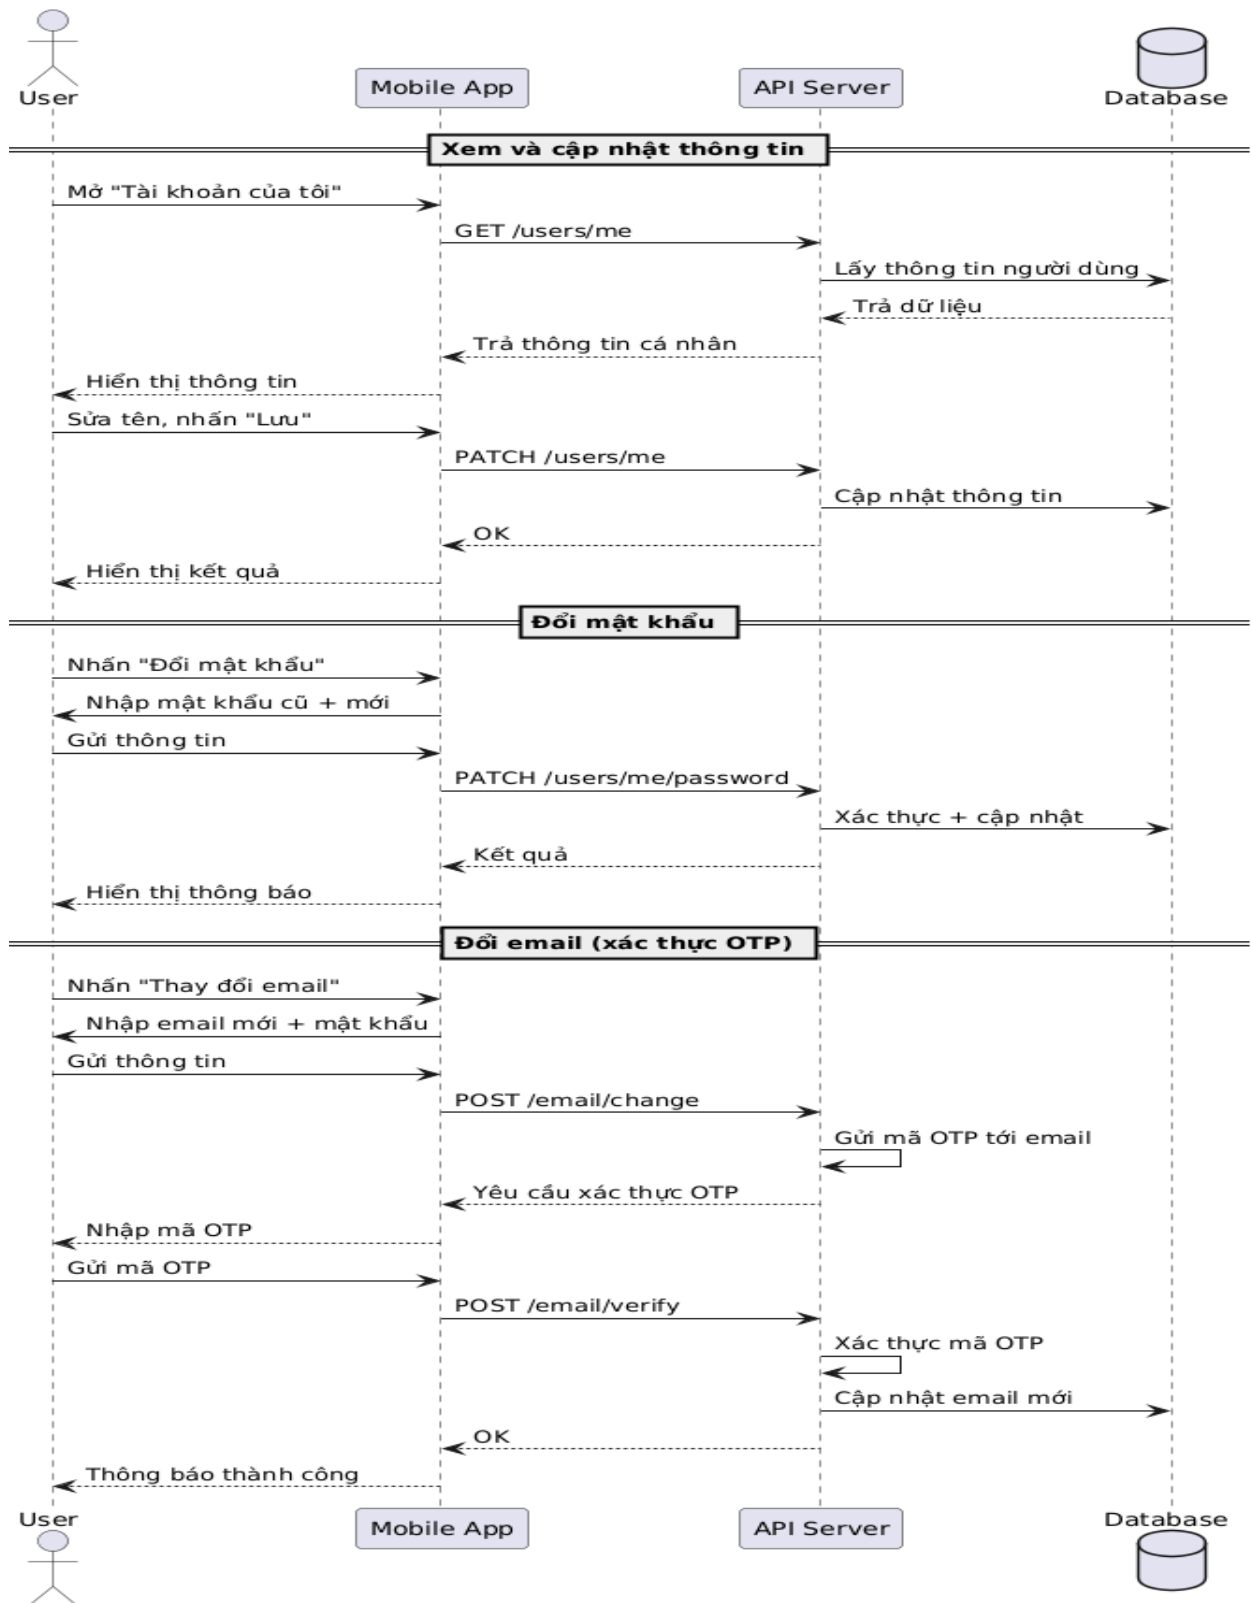 User
Mobile App
API Server
Database
Xem và cập nhật thông tin
Mở "Tài khoản của tôi"
GET /users/me
Lấy thông tin người dùng
Trả dữ liệu
Trả thông tin cá nhân
Hiển thị thông tin
Sửa tên, nhấn "Lưu"
PATCH /users/me
Cập nhật thông tin
OK
Hiển thị kết quả
Đổi mật khẩu
Nhấn "Đổi mật khẩu"
Nhập mật khẩu cũ + mới
Gửi thông tin
PATCH /users/me/password
Xác thực + cập nhật
Kết quả
Hiển thị thông báo
Đổi email (xác thực OTP)
Nhấn "Thay đổi email"
Nhập email mới + mật khẩu
Gửi thông tin
POST /email/change
Gửi mã OTP tới email
Yêu cầu xác thực OTP
Nhập mã OTP
Gửi mã OTP
POST /email/verify
Xác thực mã OTP
Cập nhật email mới
OK
Thông báo thành công
User
Mobile App
API Server
Database